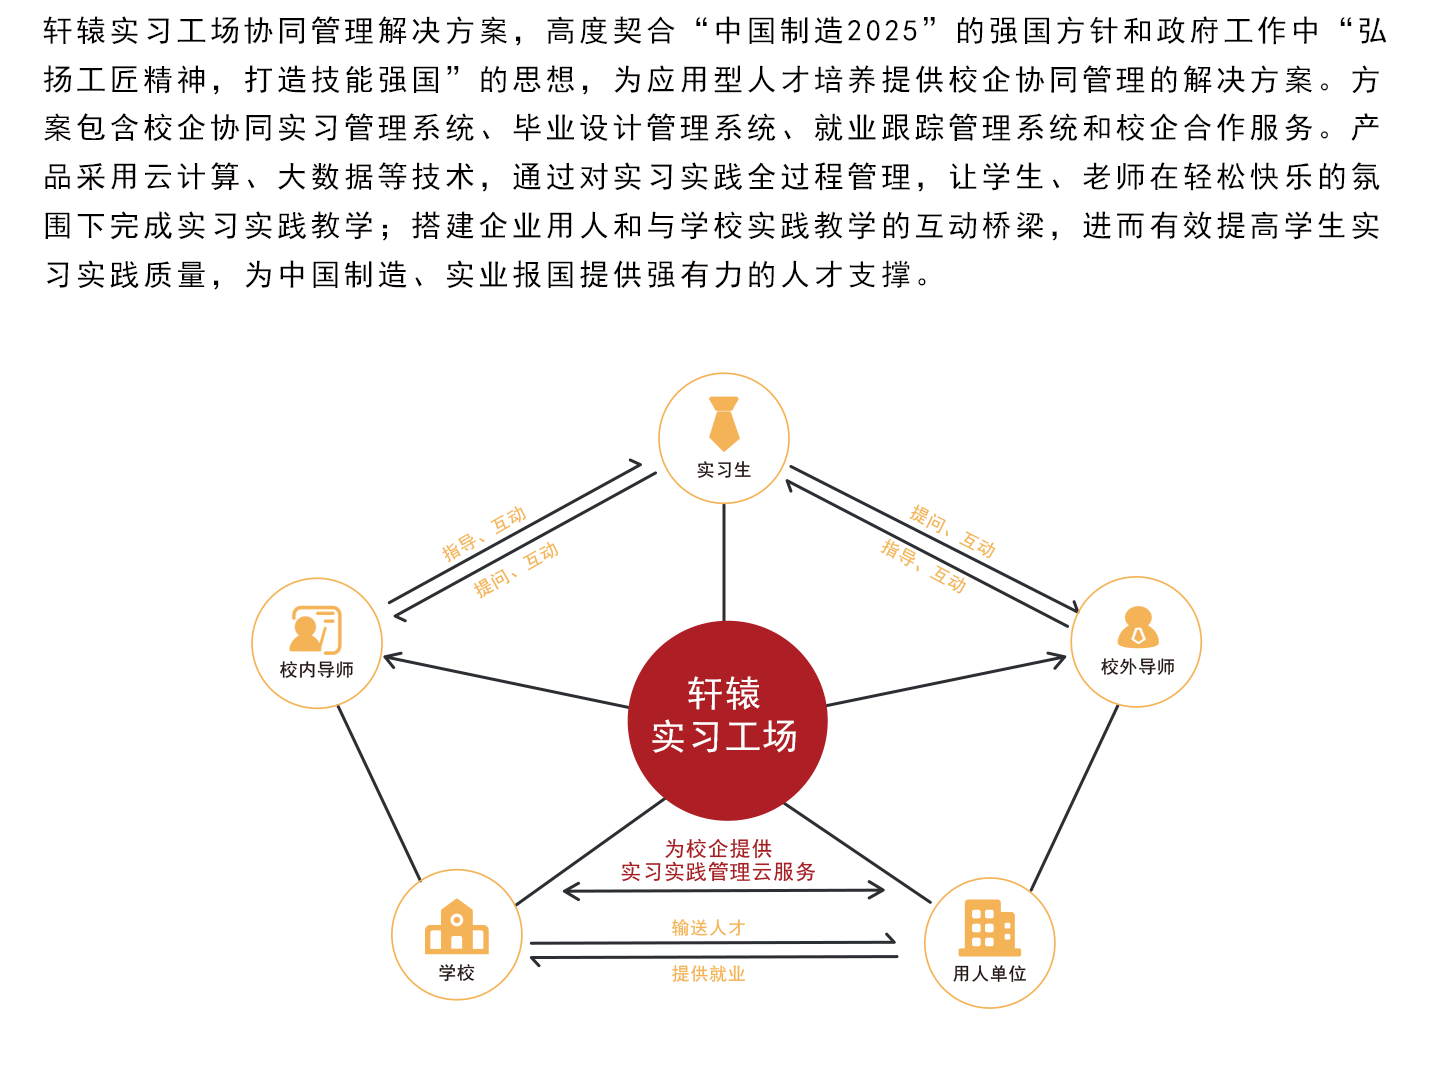 轩辕实习工场协同管理解决方案，高度契合“中国制造2025”的强国方针和政府工作中“弘
扬工匠精神，打造技能强国”的思想，为应用型人才培养提供校企协同管理的解决方案。方
案包含校企协同实习管理系统、毕业设计管理系统、就业跟踪管理系统和校企合作服务。产
品采用云计算、大数据等技术，通过对实习实践全过程管理，让学生、老师在轻松快乐的氛
围下完成实习实践教学；搭建企业用人和与学校实践教学的互动桥梁，进而有效提高学生实
习实践质量，为中国制造、实业报国提供强有力的人才支撑。
实习生
指导、互动
提问、互动
提问、互动
指导、互动
校内导师
校外导师
轩辕
实习工场
为校企提供
实习实践管理云服务
输送人才
提供就业
学校
用人单位